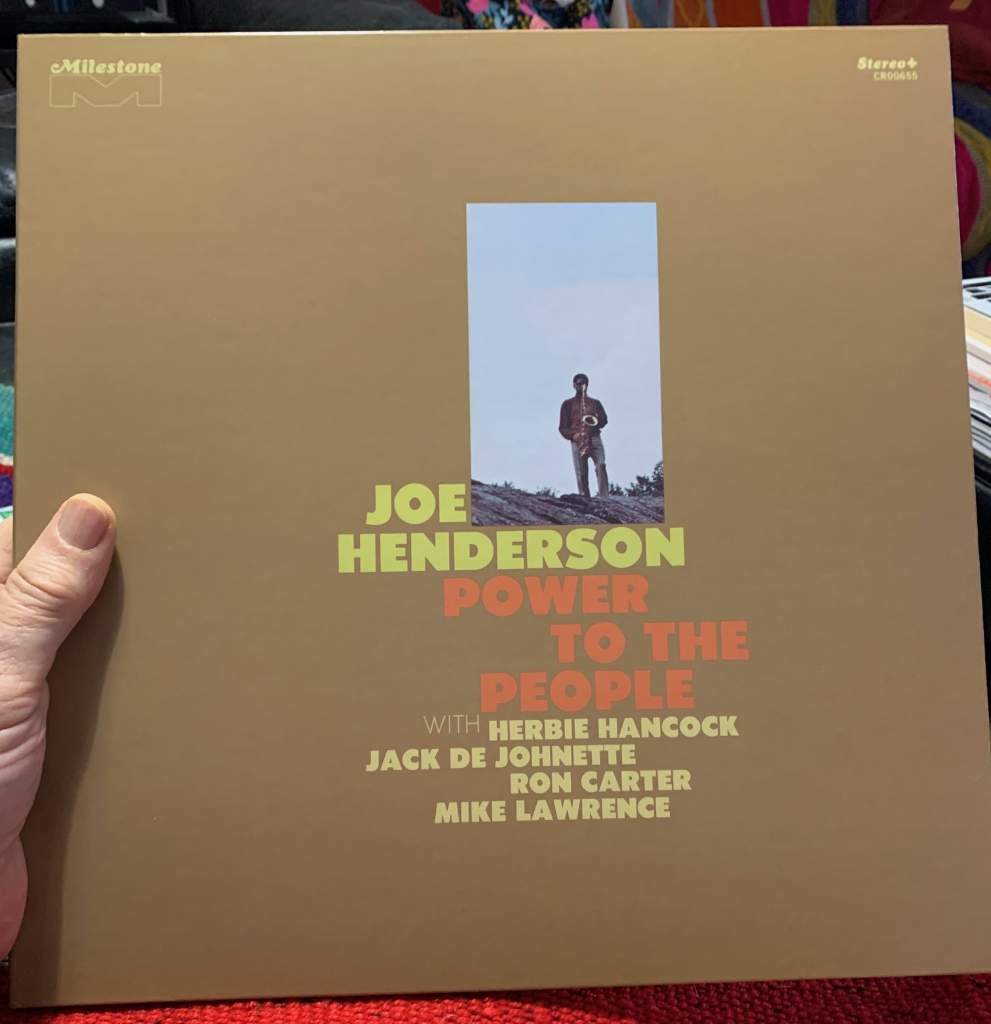 Milestone
Stereo+
CR00655
JOE
HENDERSON
POWER
TO THE
PEOPLE
WITH HERBIE HANCOCK
JACK DE JOHNETTE
RON CARTER
MIKE LAWRENCE